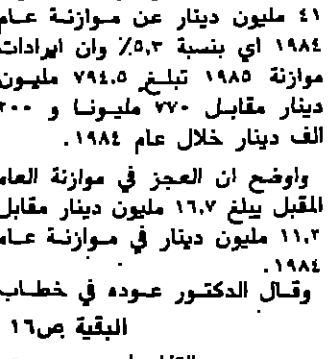 ٤١ مليون دينار عن موازنة عام
١٩٨٤ اي بنسبة ٥,٣٪ وان ايرادات
موازنة ١٩٨٥ تبلغ ٧٩٤,٥ مليون
دينار مقابل ٧٧٠ مليونا و ٢٠٠
الف دينار خلال عام ١٩٨٤.
واوضح ان العجز في موازنة العام
المقبل يبلغ ١٦,٧ مليون دينار مقابل
١١,٣ مليون دينار في موازنة عام
١٩٨٤.
وقال الدكتور عوده في خطاب
البقية ص١٦